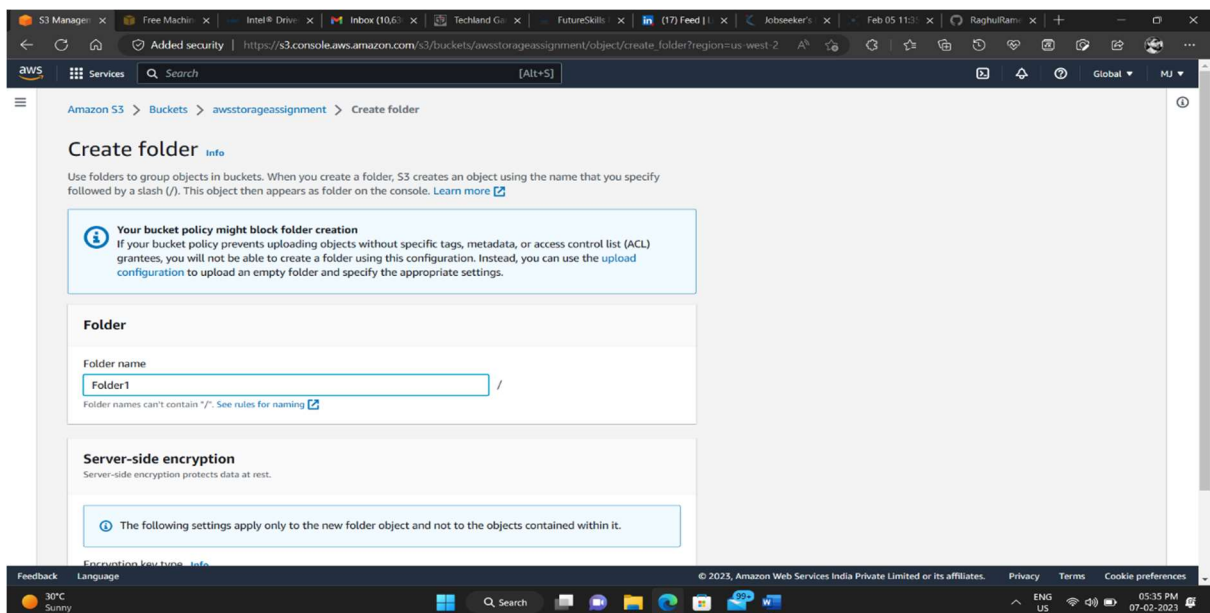 S3 Manager
Free Machin
Intel® Drive
Inbox (10,63
Techland Ga
FutureSkills
(17) Feed | L
Jobseeker's
Feb 05 11:3
RaghulRam
Added security | https://s3.console.aws.amazon.com/s3/buckets/awsstorageassignment/object/create_folder?region=us-west-2
aws Services Search [Alt+S] Global MJ
Amazon S3 > Buckets > awsstorageassignment > Create folder
Create folder Info
Use folders to group objects in buckets. When you create a folder, S3 creates an object using the name that you specify
followed by a slash (/). This object then appears as folder on the console. Learn more
Your bucket policy might block folder creation
If your bucket policy prevents uploading objects without specific tags, metadata, or access control list (ACL)
grantees, you will not be able to create a folder using this configuration. Instead, you can use the upload
configuration to upload an empty folder and specify the appropriate settings.
Folder
Folder name
Folder1 /
Folder names can't contain "/". See rules for naming
Server-side encryption
Server-side encryption protects data at rest.
The following settings apply only to the new folder object and not to the objects contained within it.
Encryption key type Info
Feedback Language © 2023, Amazon Web Services India Private Limited or its affiliates. Privacy Terms Cookie preferences
30°C
Sunny
Search
99+
ENG
US
05:35 PM
07-02-2023